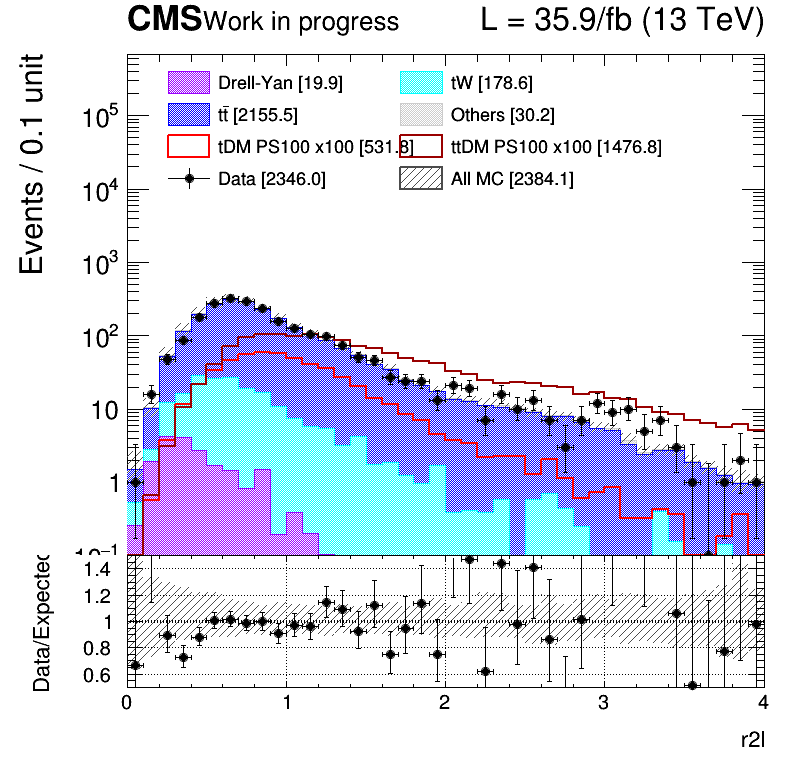 CMS Work in progress L = 35.9/fb (13 TeV)
Events / 0.1 unit
Drell-Yan [19.9] tW [178.6]
tt̄ [2155.5] Others [30.2]
tDM PS100 x100 [531.8] ttDM PS100 x100 [1476.8]
Data [2346.0] All MC [2384.1]
10⁵
10⁴
10³
10²
10
1
10⁻¹
Data/Expected
1.4
1.2
1
0.8
0.6
0 1 2 3 4
r2l